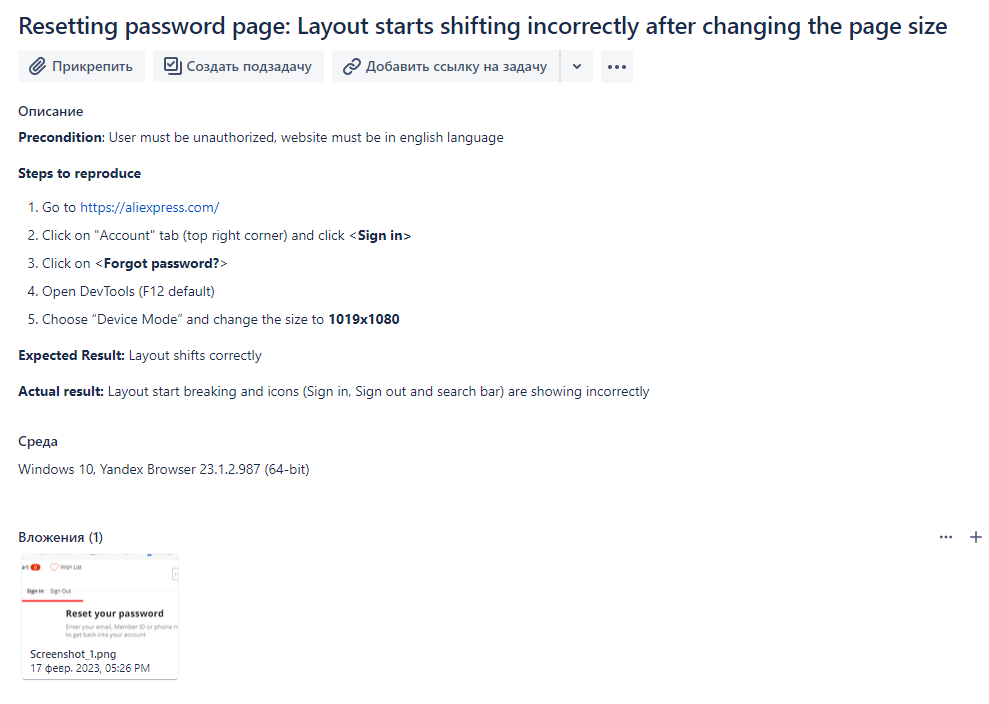 Resetting password page: Layout starts shifting incorrectly after changing the page size
Прикрепить
Создать подзадачу
Добавить ссылку на задачу
Описание
Precondition: User must be unauthorized, website must be in english language
Steps to reproduce
1. Go to https://aliexpress.com/
2. Click on "Account" tab (top right corner) and click <Sign in>
3. Click on <Forgot password?>
4. Open DevTools (F12 default)
5. Choose “Device Mode” and change the size to 1019x1080
Expected Result: Layout shifts correctly
Actual result: Layout start breaking and icons (Sign in, Sign out and search bar) are showing incorrectly
Среда
Windows 10, Yandex Browser 23.1.2.987 (64-bit)
Вложения (1)
Wish List
Sign in Sign Out
Reset your password
Enter your email, Member ID or phone n
to get back into your account
Screenshot_1.png
17 февр. 2023, 05:26 PM